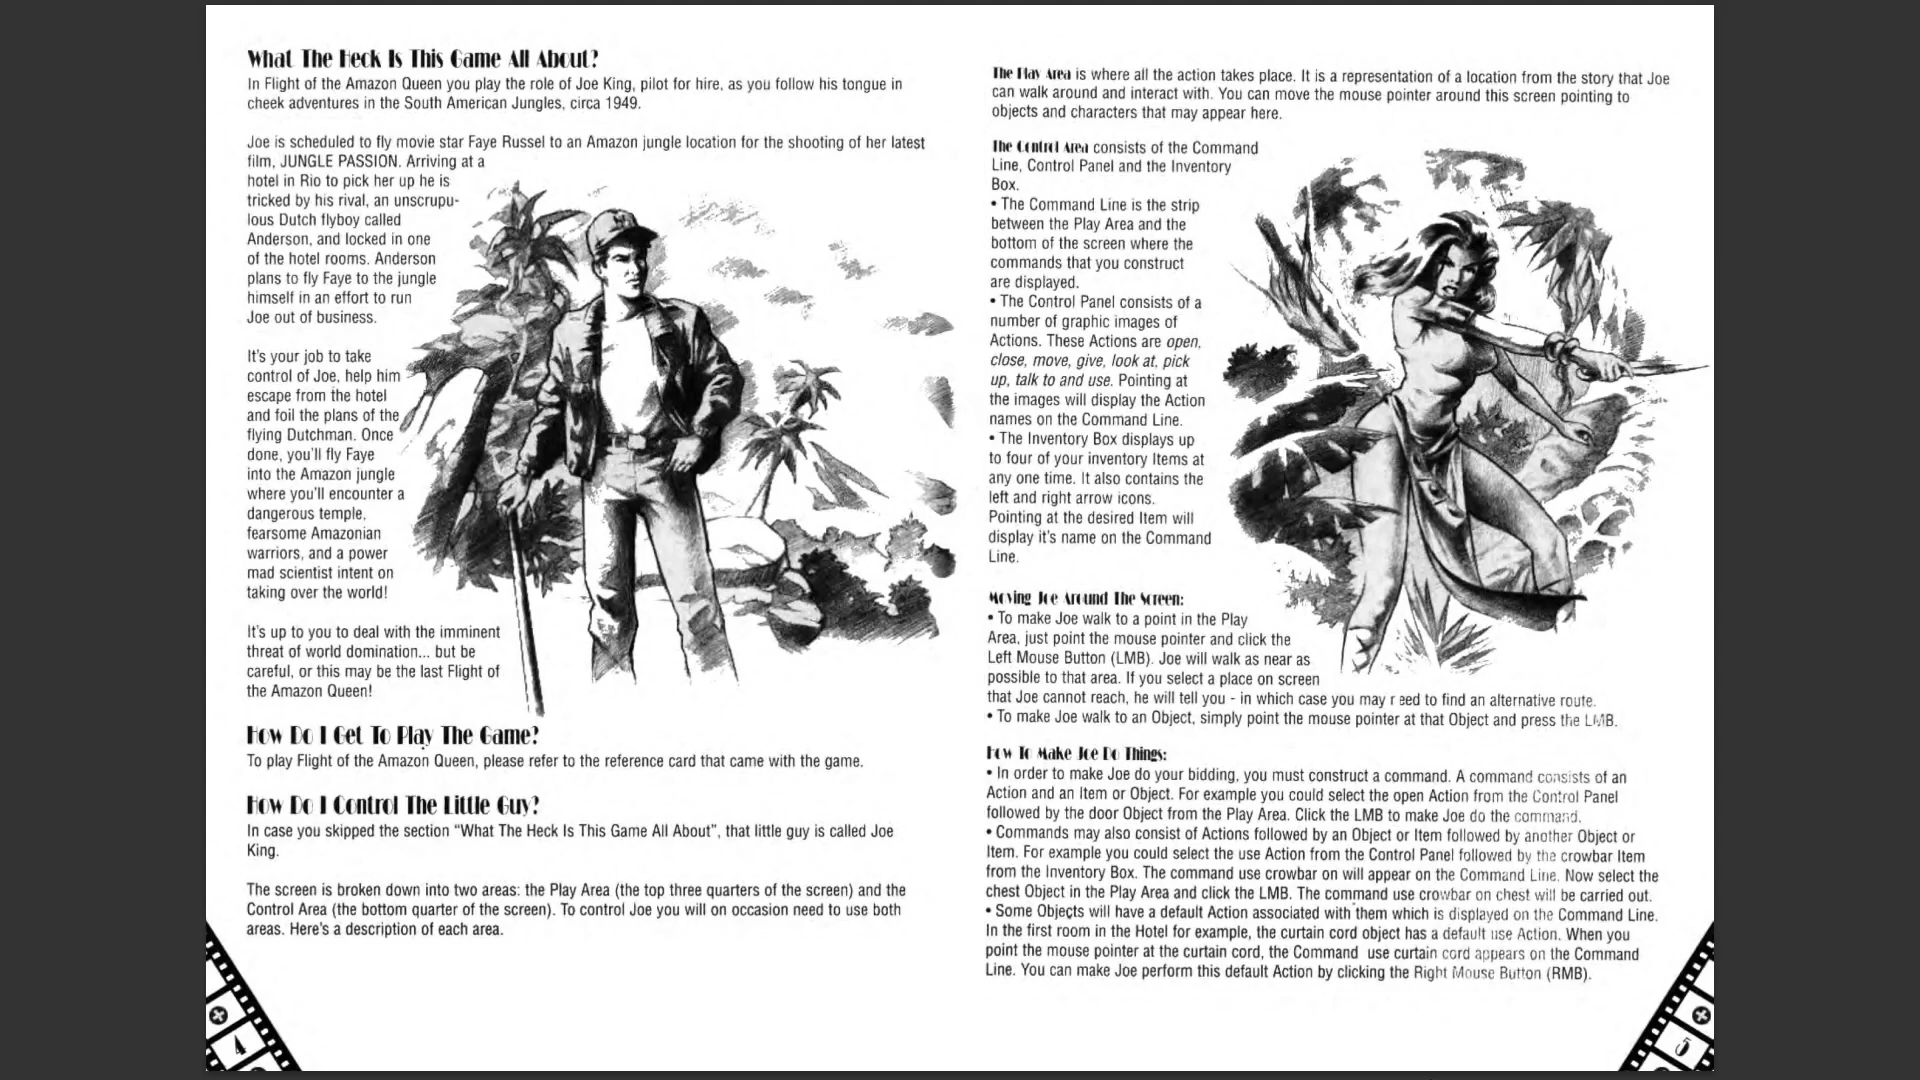 What The Heck Is This Game All About?
In Flight of the Amazon Queen you play the role of Joe King, pilot for hire, as you follow his tongue in
cheek adventures in the South American Jungles, circa 1949.
Joe is scheduled to fly movie star Faye Russel to an Amazon jungle location for the shooting of her latest
film, JUNGLE PASSION. Arriving at a
hotel in Rio to pick her up he is
tricked by his rival, an unscrupu-
lous Dutch flyboy called
Anderson, and locked in one
of the hotel rooms. Anderson
plans to fly Faye to the jungle
himself in an effort to run
Joe out of business.
It's your job to take
control of Joe, help him
escape from the hotel
and foil the plans of the
flying Dutchman. Once
done, you'll fly Faye
into the Amazon jungle
where you'll encounter a
dangerous temple,
fearsome Amazonian
warriors, and a power
mad scientist intent on
taking over the world!
It's up to you to deal with the imminent
threat of world domination... but be
careful, or this may be the last Flight of
the Amazon Queen!
How Do I Get To Play The Game?
To play Flight of the Amazon Queen, please refer to the reference card that came with the game.
How Do I Control The Little Guy?
In case you skipped the section “What The Heck Is This Game All About”, that little guy is called Joe
King.
The screen is broken down into two areas: the Play Area (the top three quarters of the screen) and the
Control Area (the bottom quarter of the screen). To control Joe you will on occasion need to use both
areas. Here's a description of each area.
4
The Play Area is where all the action takes place. It is a representation of a location from the story that Joe
can walk around and interact with. You can move the mouse pointer around this screen pointing to
objects and characters that may appear here.
The Control Area consists of the Command
Line, Control Panel and the Inventory
Box.
• The Command Line is the strip
between the Play Area and the
bottom of the screen where the
commands that you construct
are displayed.
• The Control Panel consists of a
number of graphic images of
Actions. These Actions are open,
close, move, give, look at, pick
up, talk to and use. Pointing at
the images will display the Action
names on the Command Line.
• The Inventory Box displays up
to four of your inventory Items at
any one time. It also contains the
left and right arrow icons.
Pointing at the desired Item will
display it's name on the Command
Line.
Moving Joe Around The Screen:
• To make Joe walk to a point in the Play
Area, just point the mouse pointer and click the
Left Mouse Button (LMB). Joe will walk as near as
possible to that area. If you select a place on screen
that Joe cannot reach, he will tell you - in which case you may need to find an alternative route.
• To make Joe walk to an Object, simply point the mouse pointer at that Object and press the LMB.
How To Make Joe Do Things:
• In order to make Joe do your bidding, you must construct a command. A command consists of an
Action and an Item or Object. For example you could select the open Action from the Control Panel
followed by the door Object from the Play Area. Click the LMB to make Joe do the command.
• Commands may also consist of Actions followed by an Object or Item followed by another Object or
Item. For example you could select the use Action from the Control Panel followed by the crowbar Item
from the Inventory Box. The command use crowbar on will appear on the Command Line. Now select the
chest Object in the Play Area and click the LMB. The command use crowbar on chest will be carried out.
• Some Objects will have a default Action associated with them which is displayed on the Command Line.
In the first room in the Hotel for example, the curtain cord object has a default use Action. When you
point the mouse pointer at the curtain cord, the Command use curtain cord appears on the Command
Line. You can make Joe perform this default Action by clicking the Right Mouse Button (RMB).
5